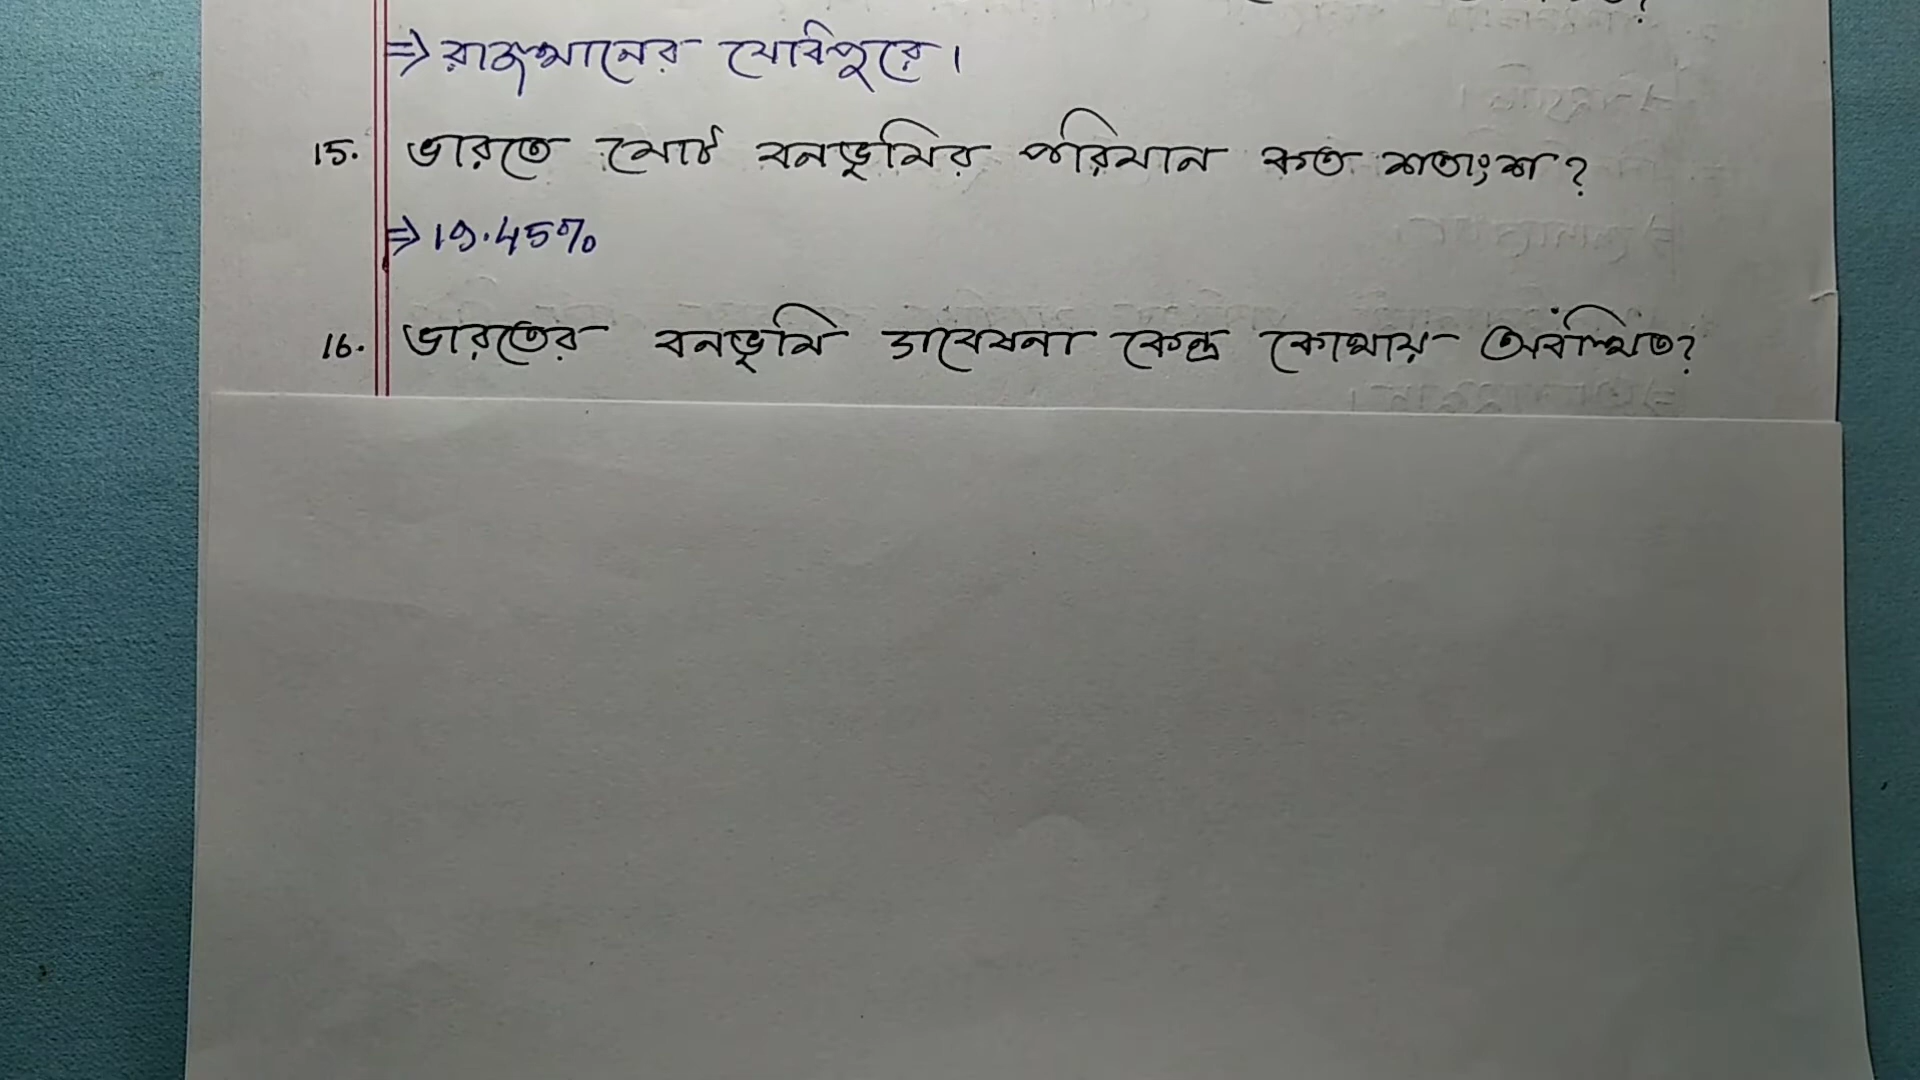 ⇒ রাজস্থানের যোধপুরে।
15. ভারতে মোট বনভূমির পরিমান কত শতাংশ?
⇒ 19.45%
16. ভারতের বনভূমি গবেষনা কেন্দ্র কোথায় অবস্থিত?